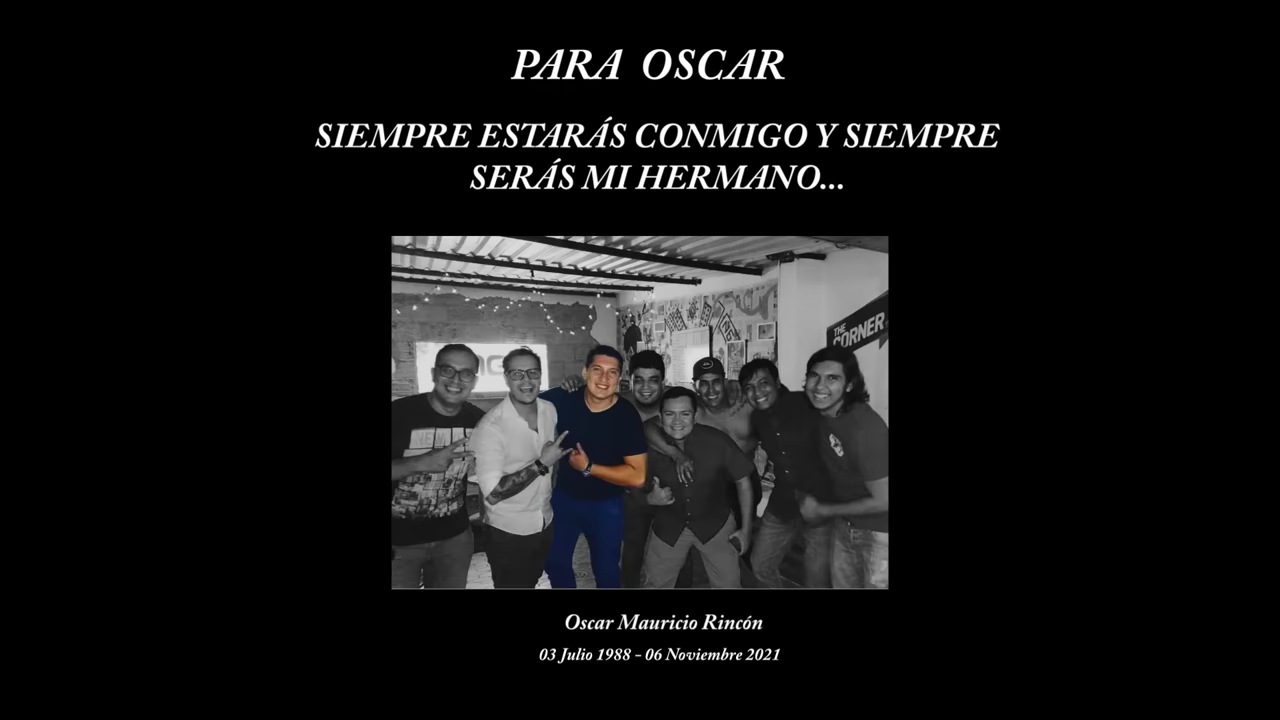 PARA OSCAR
SIEMPRE ESTARÁS CONMIGO Y SIEMPRE
SERÁS MI HERMANO...
THE
CORNER
Oscar Mauricio Rincón
03 Julio 1988 - 06 Noviembre 2021